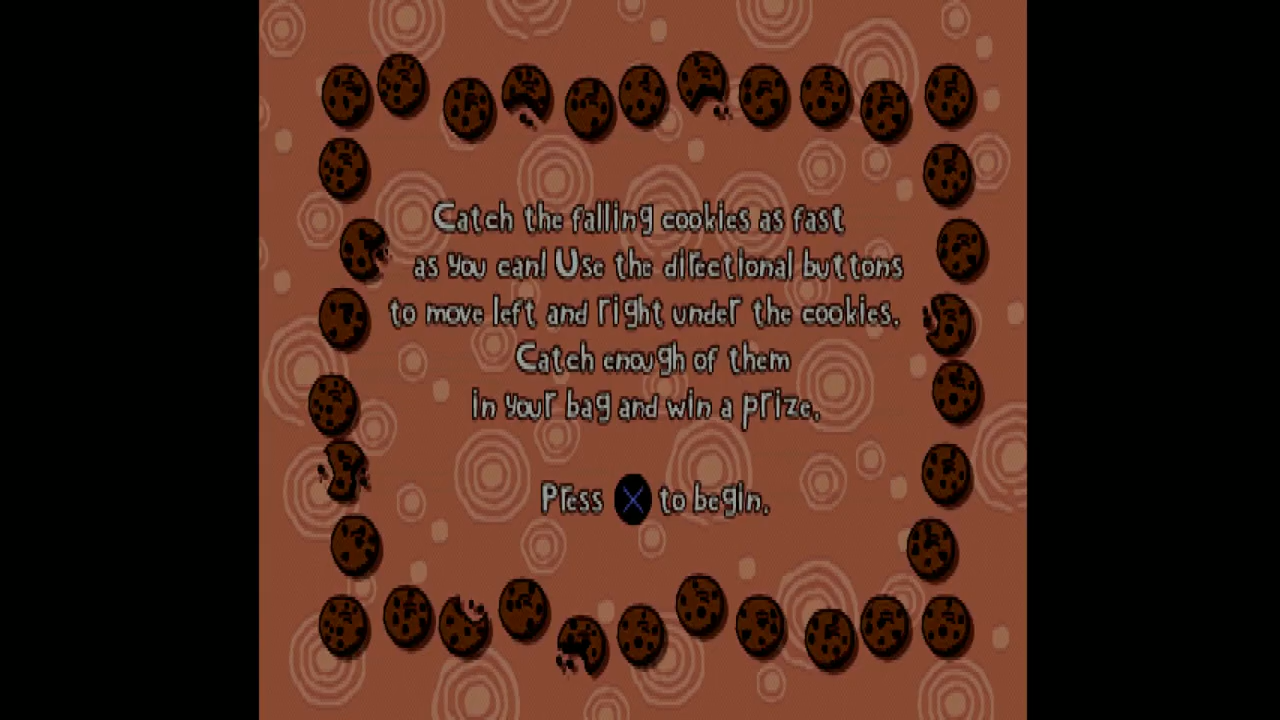 Catch the falling cookies as fast
as you can! Use the directional buttons
to move left and right under the cookies.
Catch enough of them
in your bag and win a prize.
Press X to begin.